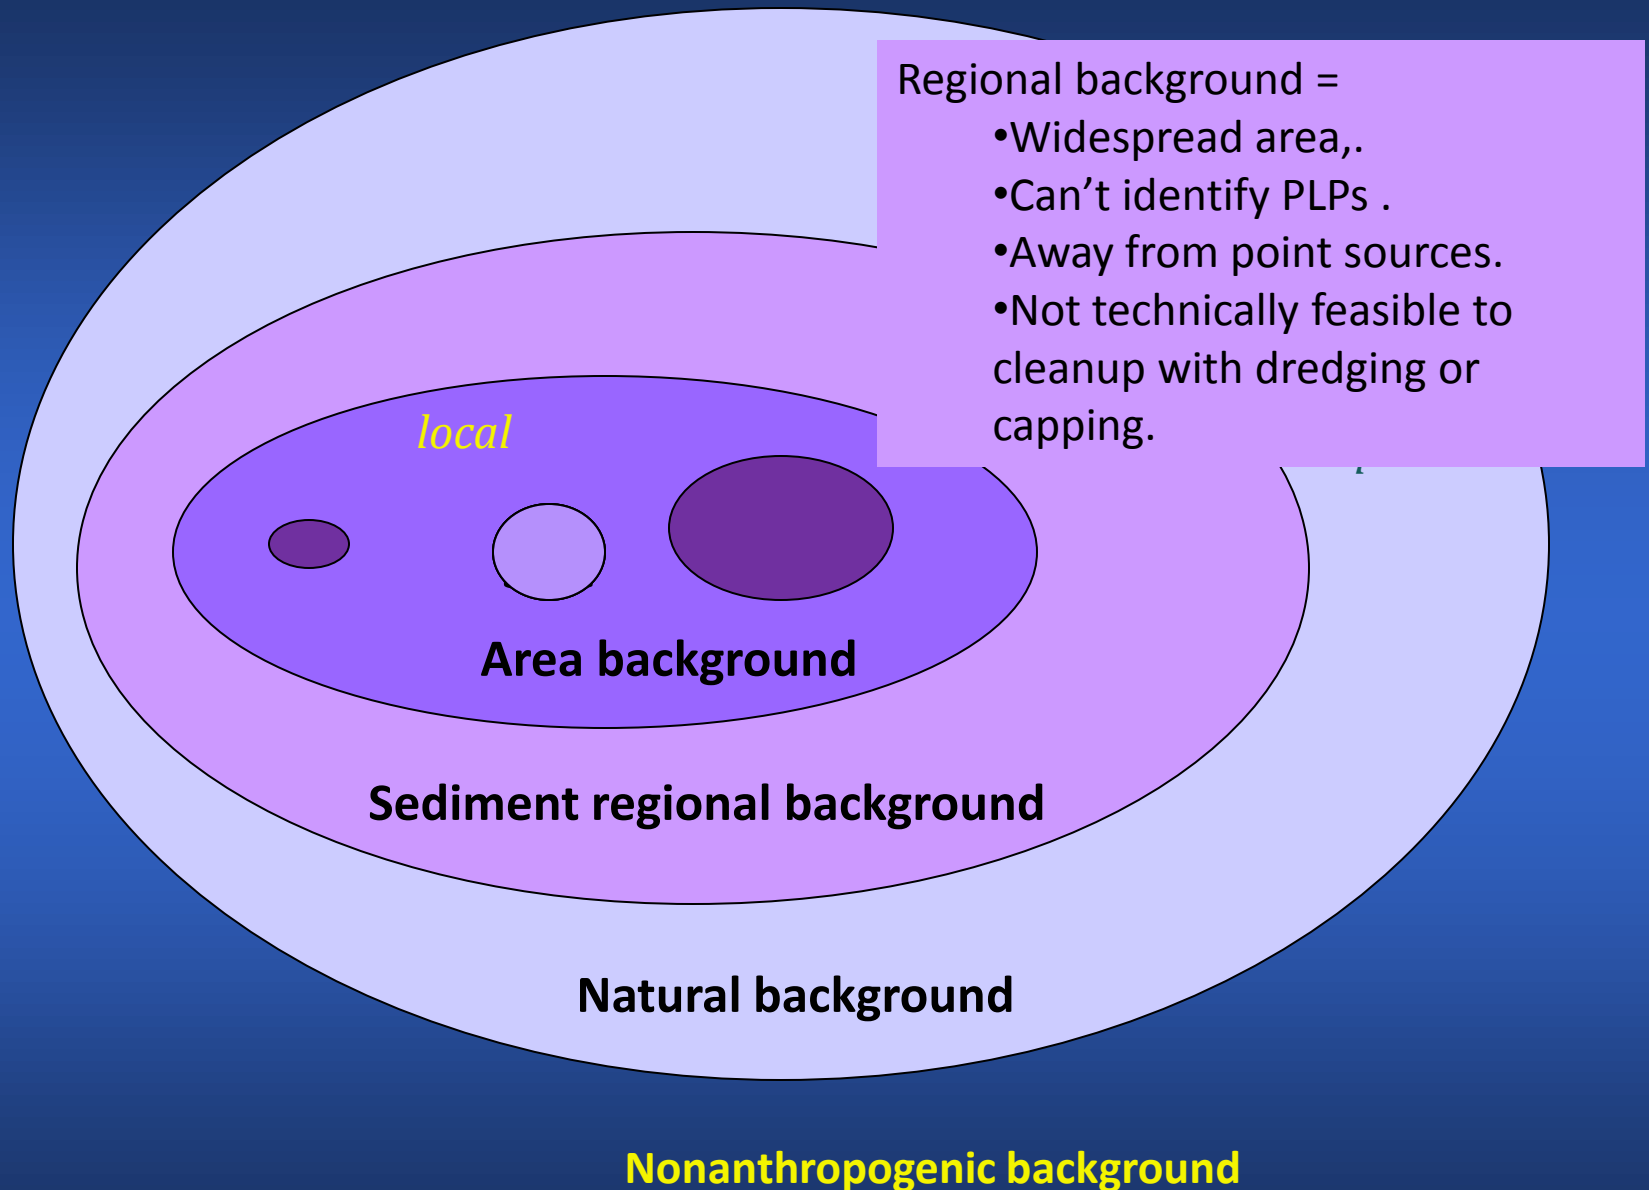 Regional background =
•Widespread area,.
•Can’t identify PLPs .
•Away from point sources.
•Not technically feasible to
cleanup with dredging or
capping.
local
Area background
Sediment regional background
Natural background
Nonanthropogenic background